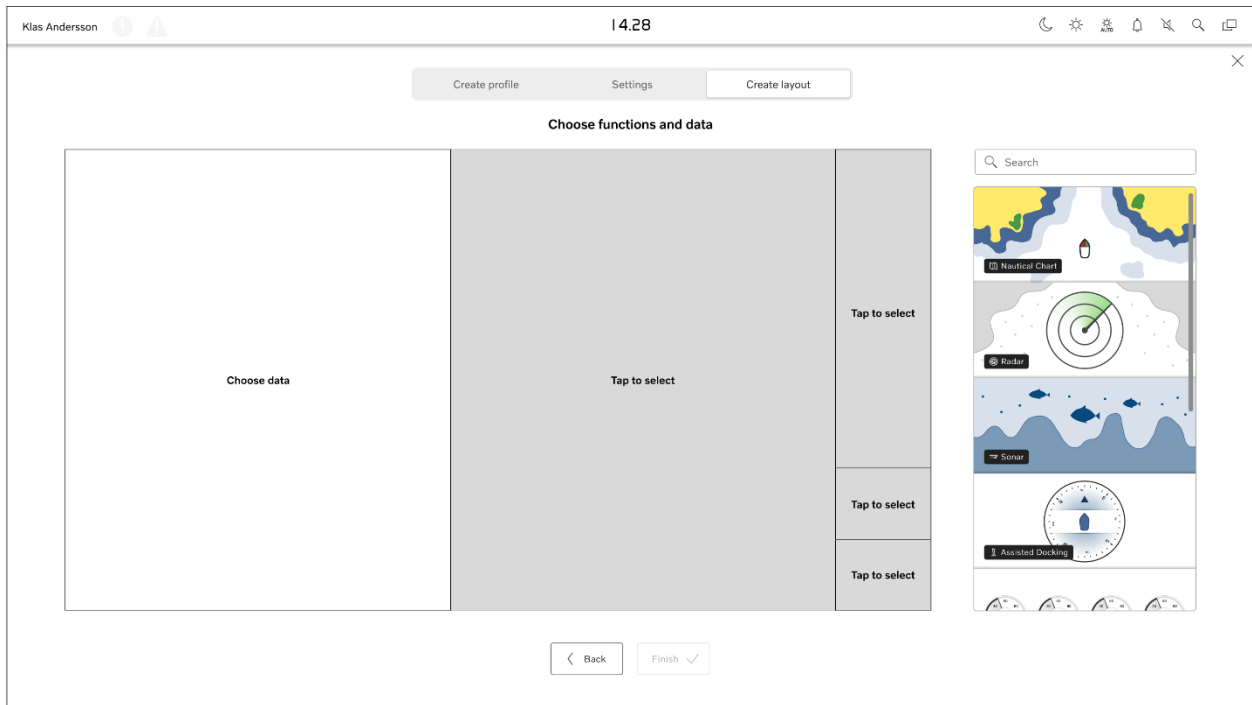 Klas Andersson
14.28
AUTO
Create profile
Settings
Create layout
Choose functions and data
Choose data
Tap to select
Tap to select
Tap to select
Tap to select
Search
Nautical Chart
Radar
Sonar
Assisted Docking
Back
Finish